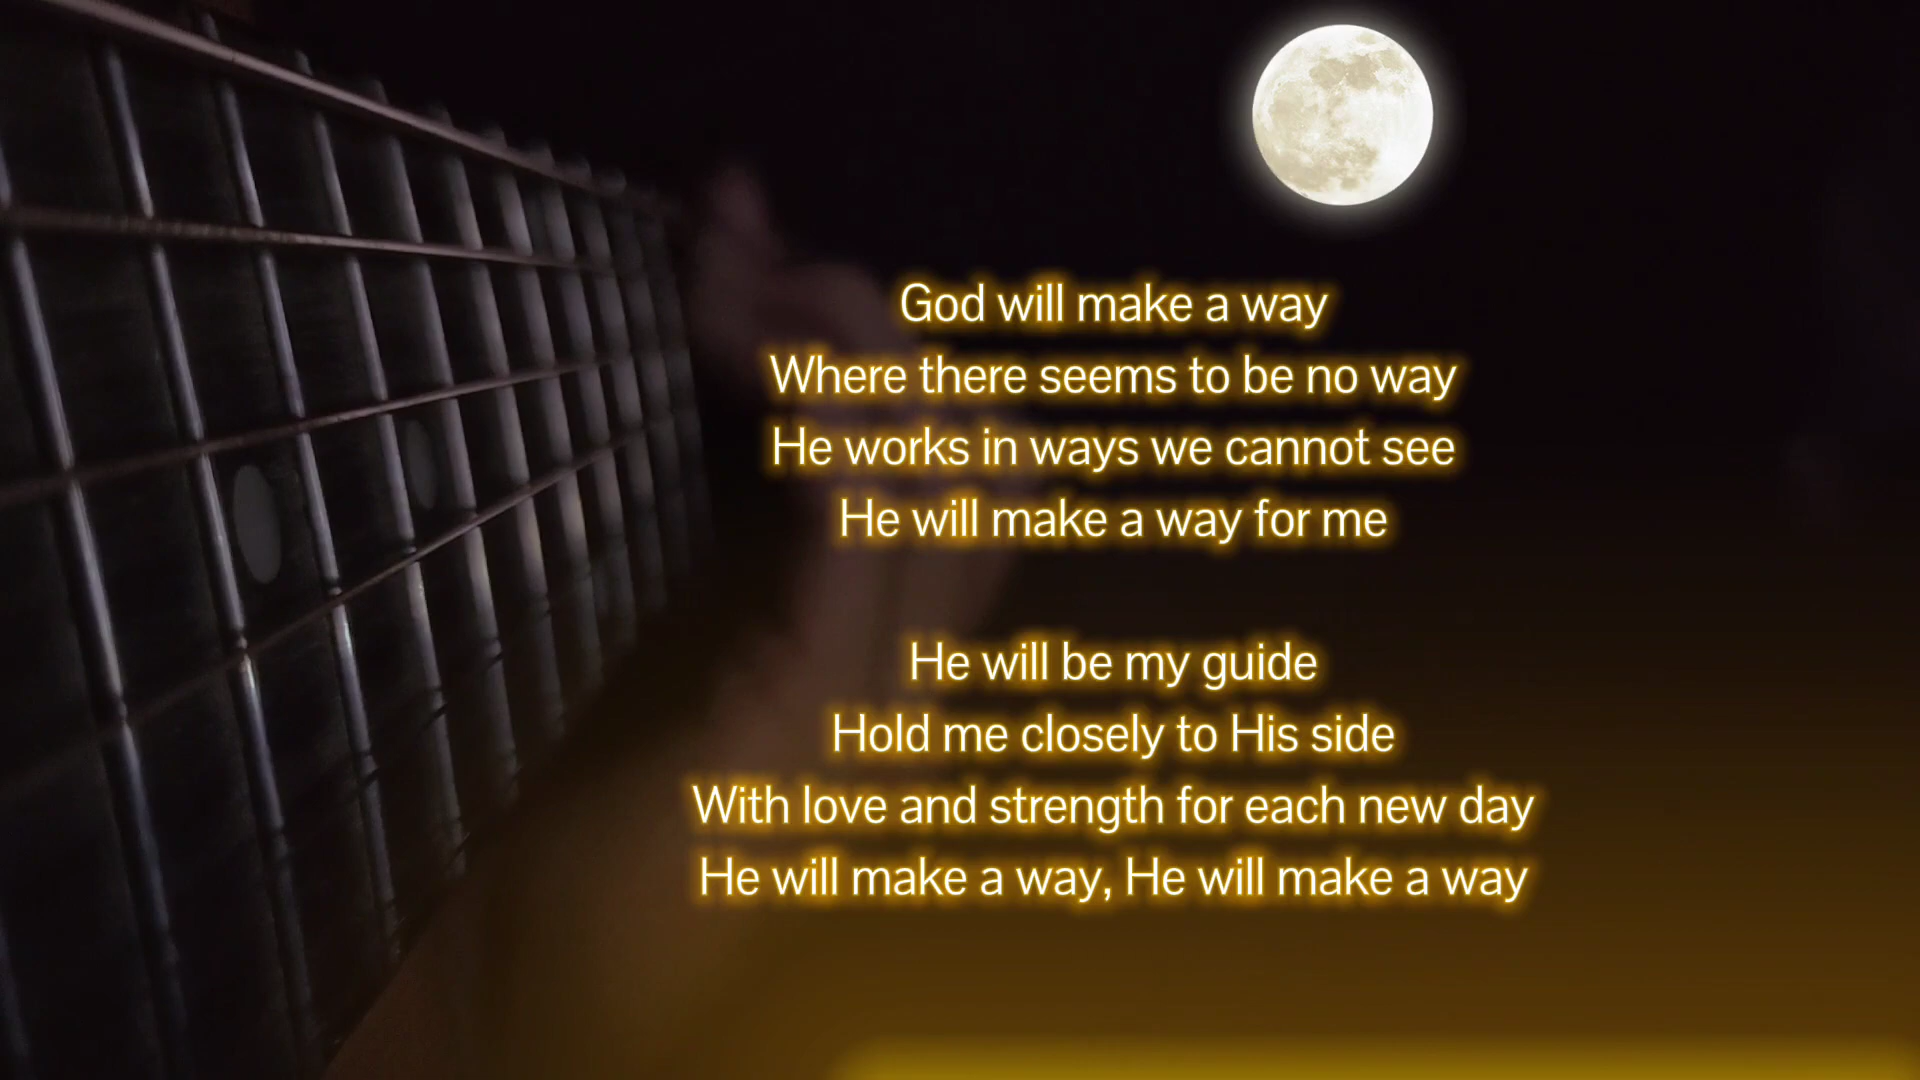 God will make a way
Where there seems to be no way
He works in ways we cannot see
He will make a way for me
He will be my guide
Hold me closely to His side
With love and strength for each new day
He will make a way, He will make a way